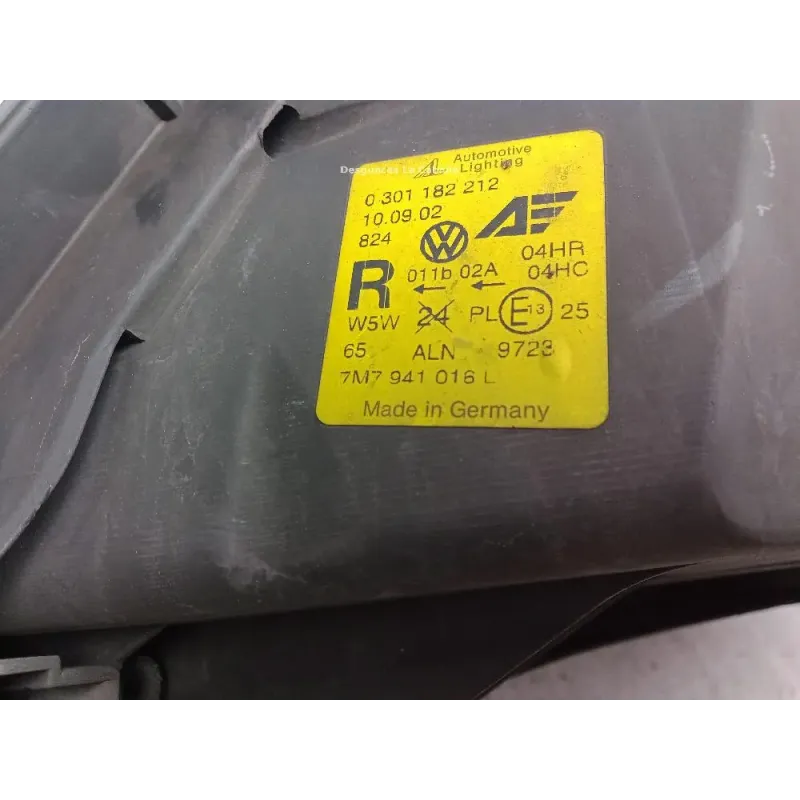 Automotive
Lighting
0 301 182 212
10.09.02
824
04HR
R 011b 02A 04HC
W5W 24 PL E 13 25
65 ALN 9723
7M7 941 016 L
Made in Germany